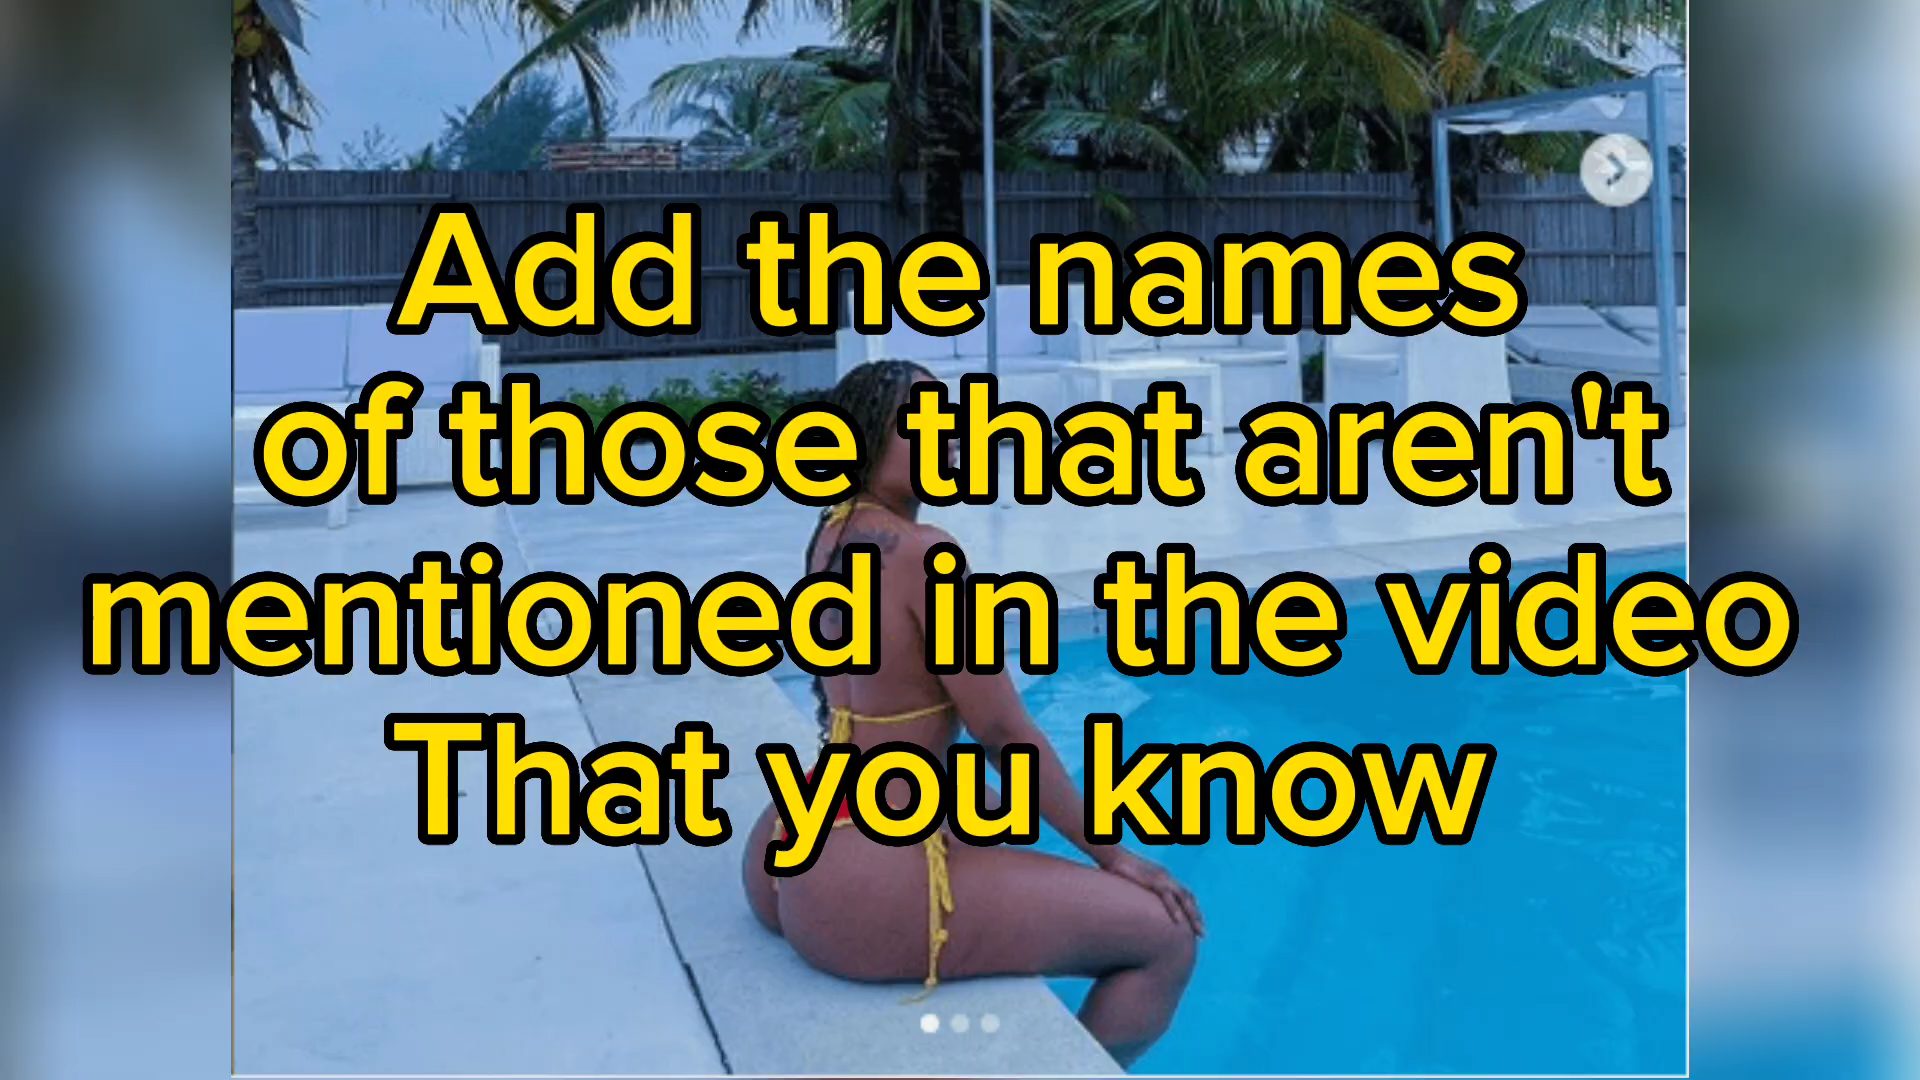 Add the names
of those that aren't
mentioned in the video
That you know